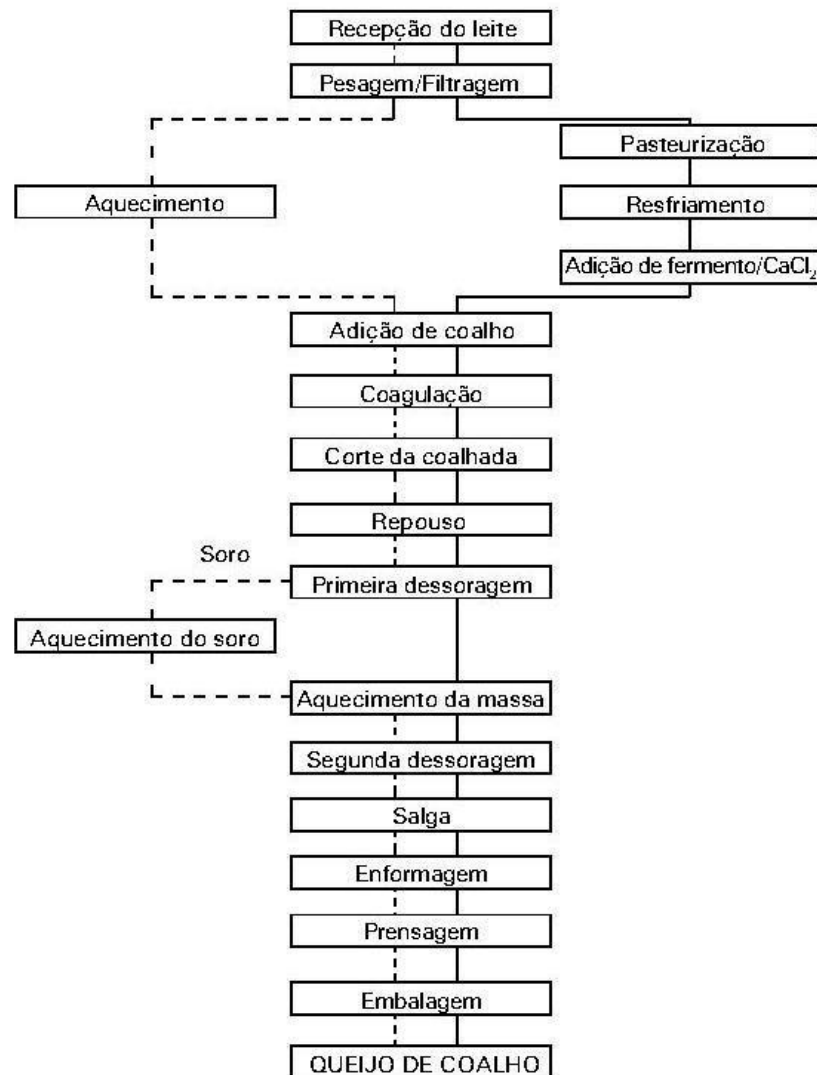 Recepção do leite
Pesagem/Filtragem
Pasteurização
Aquecimento
Resfriamento
Adição de fermento/CaCl₂
Adição de coalho
Coagulação
Corte da coalhada
Repouso
Soro
Primeira dessoragem
Aquecimento do soro
Aquecimento da massa
Segunda dessoragem
Salga
Enformagem
Prensagem
Embalagem
QUEIJO DE COALHO